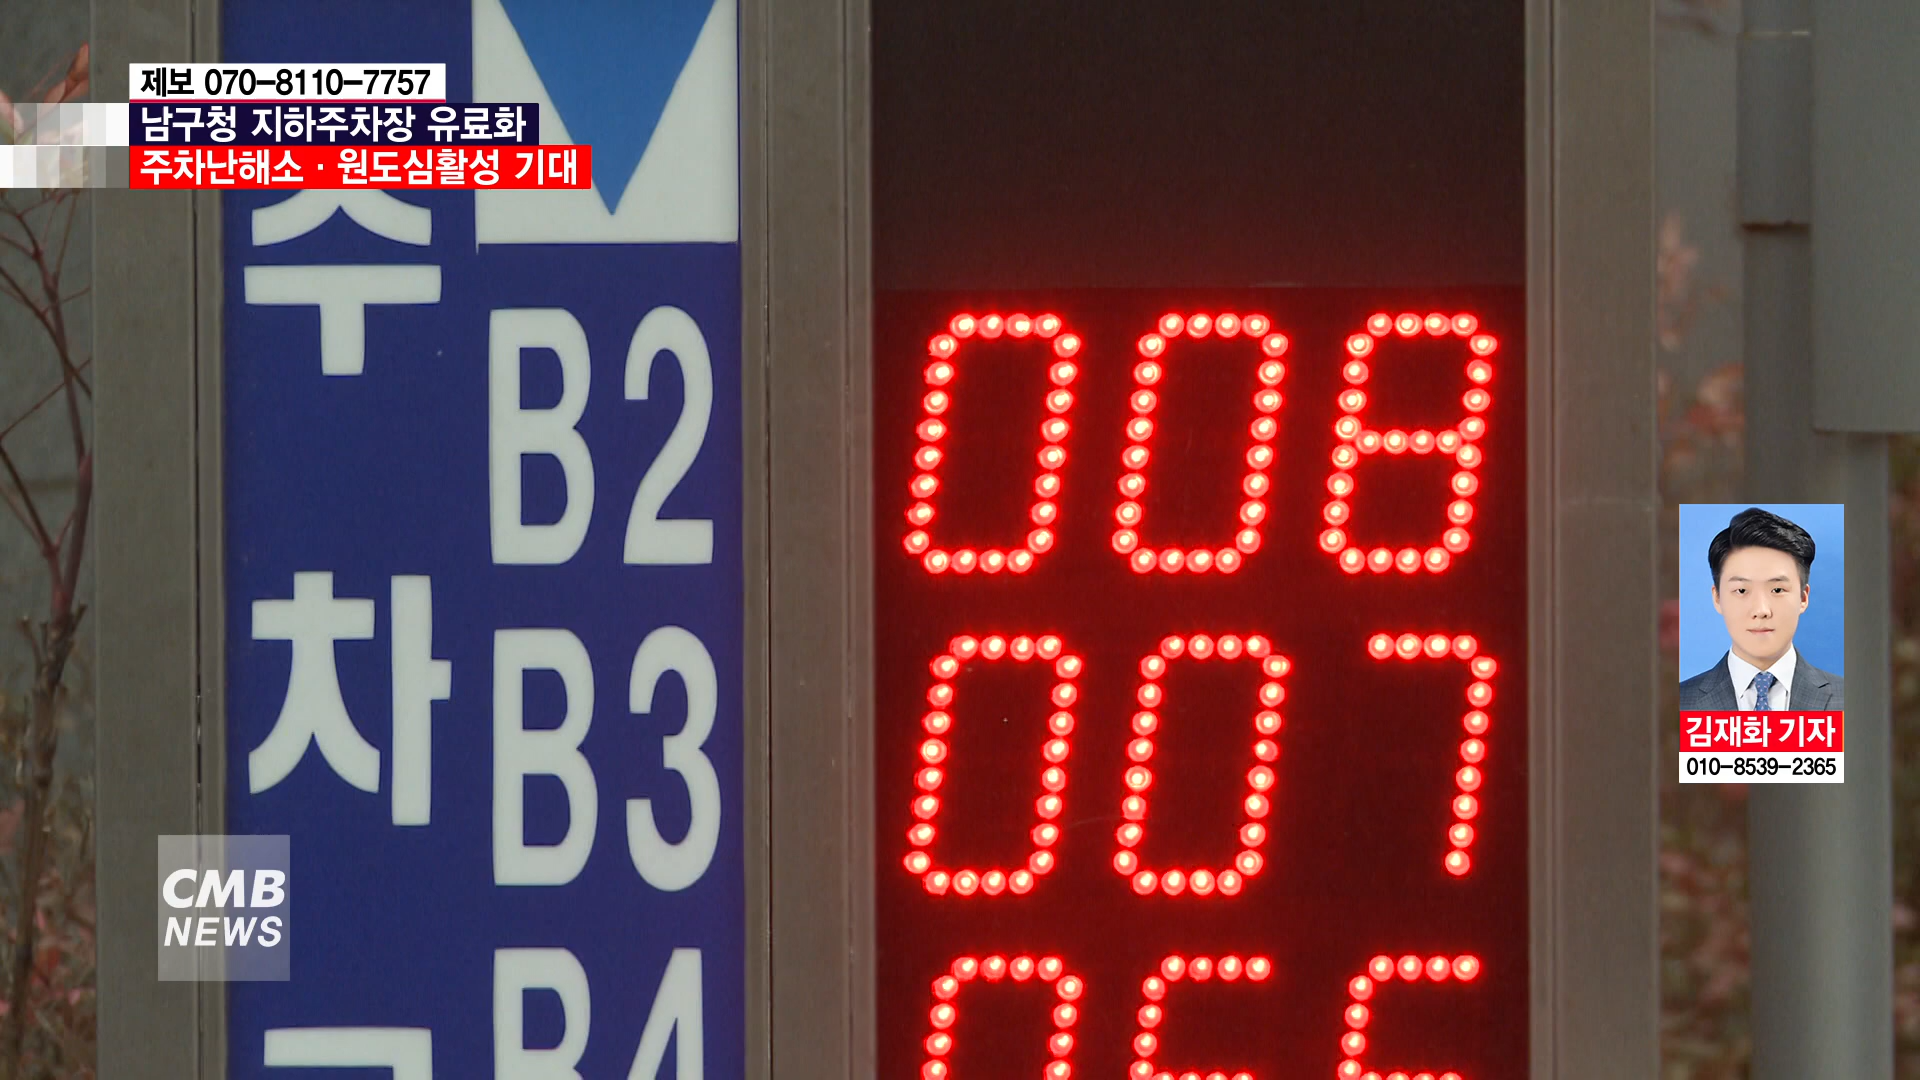 제보 070-8110-7757
남구청 지하주차장 유료화
주차난해소·원도심활성 기대
주차
B2 008
B3 007
B4
김재화 기자
010-8539-2365
CMB
NEWS